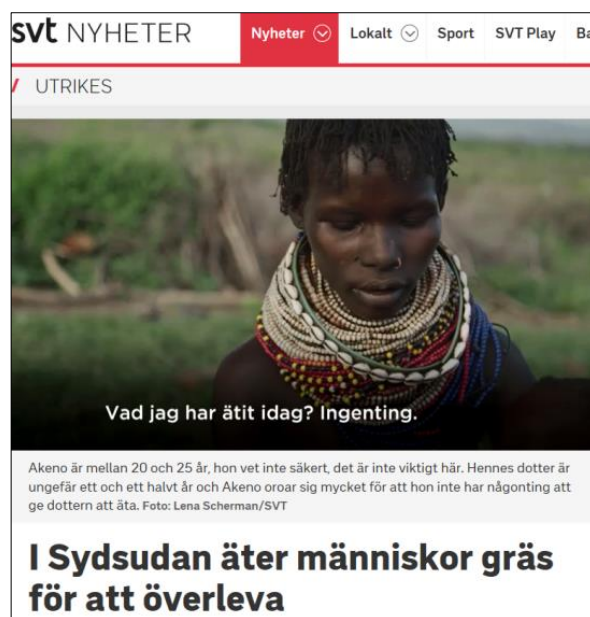 svt NYHETER
Nyheter
Lokalt
Sport
SVT Play
/ UTRIKES
Vad jag har ätit idag? Ingenting.
Akeno är mellan 20 och 25 år, hon vet inte säkert, det är inte viktigt här. Hennes dotter är
ungefär ett och ett halvt år och Akeno oroar sig mycket för att hon inte har någonting att
ge dottern att äta. Foto: Lena Scherman/SVT
I Sydsudan äter människor gräs
för att överleva